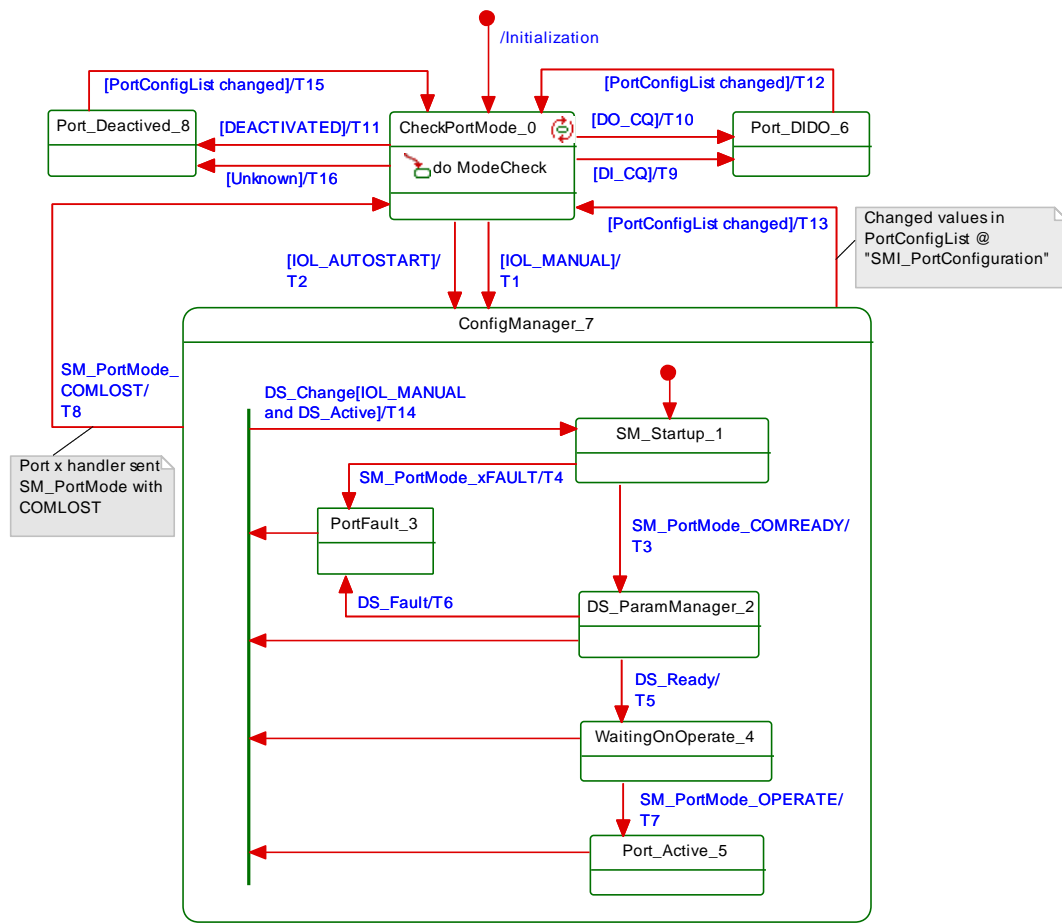 /Initialization
[PortConfigList changed]/T15
[PortConfigList changed]/T12
Port_Deactived_8
[DEACTIVATED]/T11
CheckPortMode_0
[DO_CQ]/T10
Port_DIDO_6
do ModeCheck
[Unknown]/T16
[DI_CQ]/T9
[PortConfigList changed]/T13
Changed values in
PortConfigList @
"SMI_PortConfiguration"
[IOL_AUTOSTART]/
T2
[IOL_MANUAL]/
T1
ConfigManager_7
SM_PortMode_
COMLOST/
T8
DS_Change[IOL_MANUAL
and DS_Active]/T14
SM_Startup_1
Port x handler sent
SM_PortMode with
COMLOST
SM_PortMode_xFAULT/T4
PortFault_3
SM_PortMode_COMREADY/
T3
DS_Fault/T6
DS_ParamManager_2
DS_Ready/
T5
WaitingOnOperate_4
SM_PortMode_OPERATE/
T7
Port_Active_5